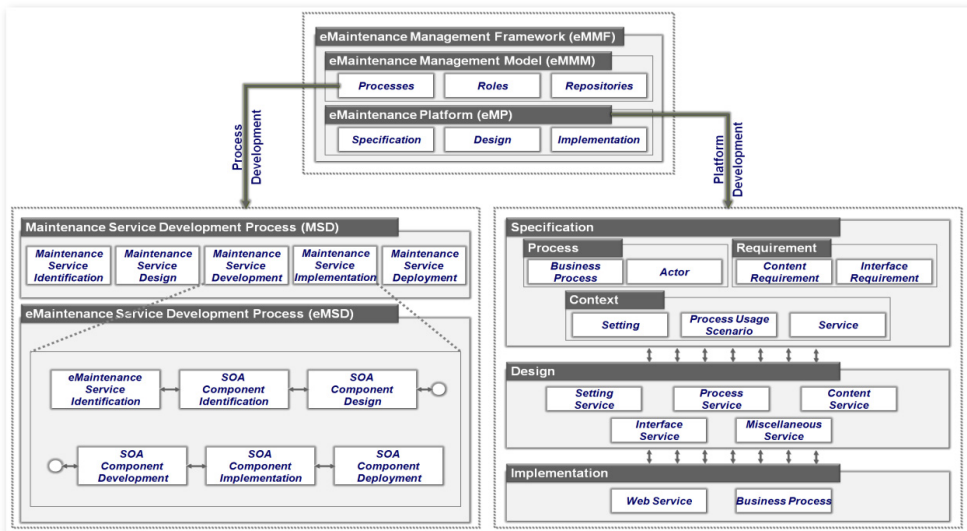 eMaintenance Management Framework (eMMF)
eMaintenance Management Model (eMMM)
Processes
Roles
Repositories
eMaintenance Platform (eMP)
Specification
Design
Implementation
Process
Development
Platform
Development
Maintenance Service Development Process (MSD)
Maintenance
Service
Identification
Maintenance
Service
Design
Maintenance
Service
Development
Maintenance
Service
Implementation
Maintenance
Service
Deployment
eMaintenance Service Development Process (eMSD)
eMaintenance
Service
Identification
SOA
Component
Identification
SOA
Component
Design
SOA
Component
Development
SOA
Component
Implementation
SOA
Component
Deployment
Specification
Process
Business
Process
Actor
Requirement
Content
Requirement
Interface
Requirement
Context
Setting
Process Usage
Scenario
Service
Design
Setting
Service
Process
Service
Content
Service
Interface
Service
Miscellaneous
Service
Implementation
Web Service
Business Process